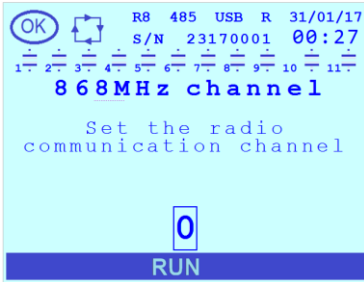 OK R8 485 USB R 31/01/17
S/N 23170001 00:27
1 2 3 4 5 6 7 8 9 10 11
868MHz channel
Set the radio
communication channel
0
RUN